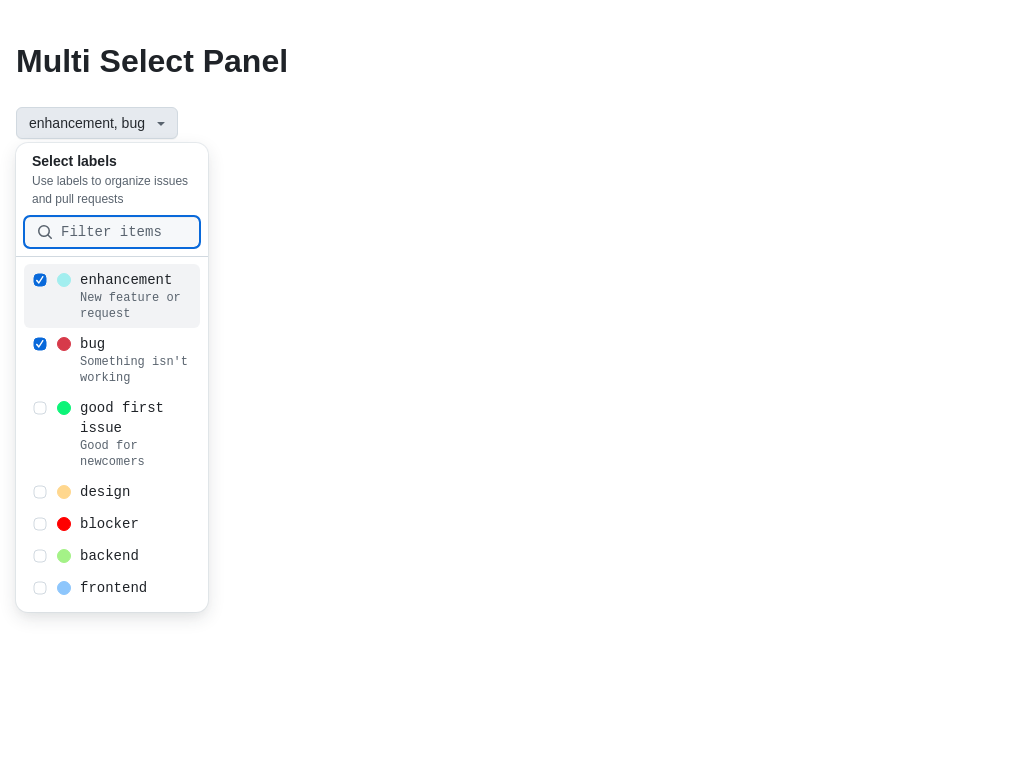 Multi Select Panel
enhancement, bug
Select labels
Use labels to organize issues
and pull requests
Filter items
enhancement
New feature or
request
bug
Something isn't
working
good first
issue
Good for
newcomers
design
blocker
backend
frontend